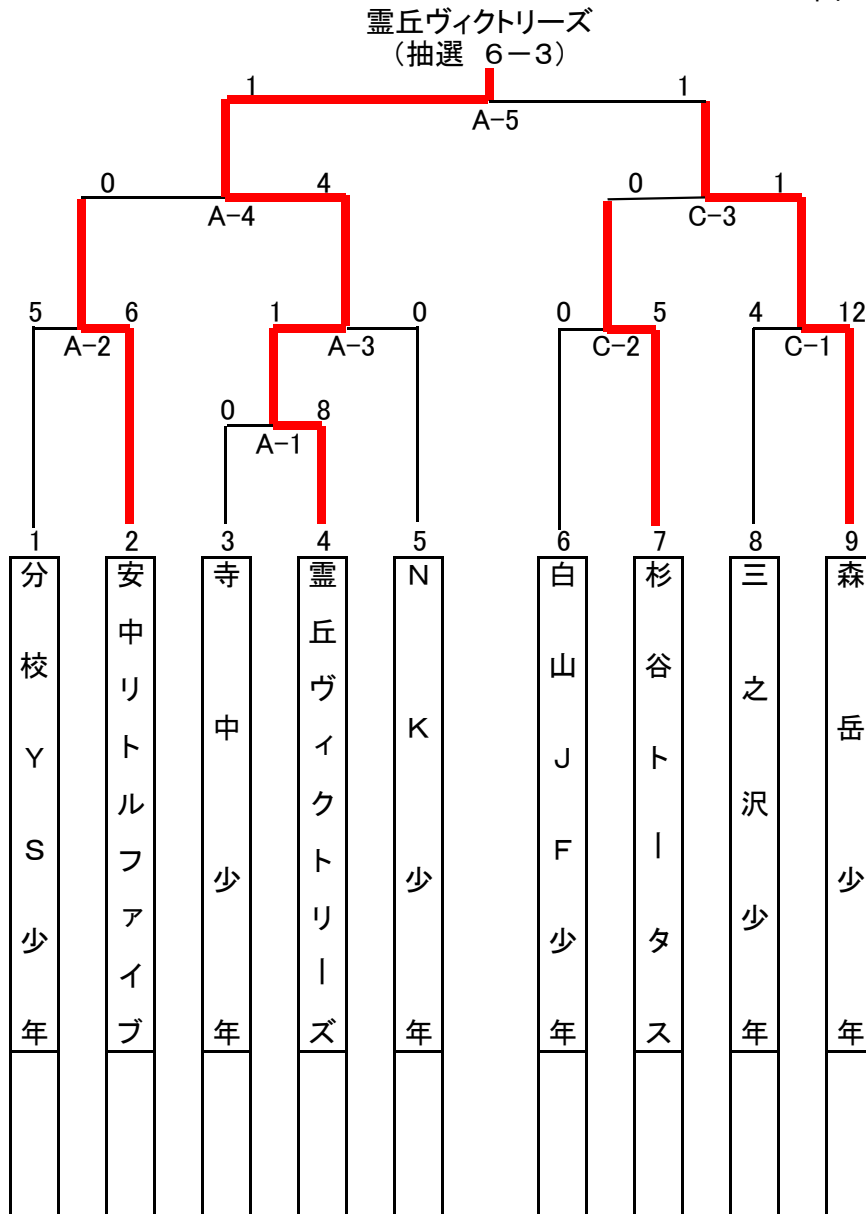 霊丘ヴィクトリーズ
（抽選 6－3）
1 1
A-5
0 4 0 1
A-4 C-3
5 6 1 0 0 5 4 12
A-2 A-3 C-2 C-1
0 8
A-1
1 2 3 4 5 6 7 8 9
分校ＹＳ少年
安中リトルファイブ
寺中少年
霊丘ヴィクトリーズ
ＮＫ少年
白山ＪＦ少年
杉谷トータス
三之沢少年
森岳少年